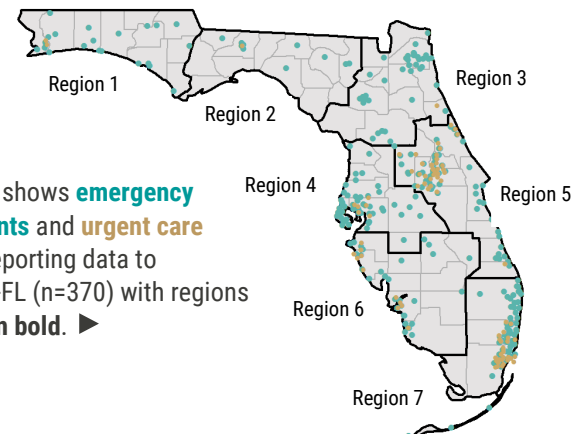 Region 1
Region 2
Region 3
Region 4
Region 5
shows emergency
nts and urgent care
eporting data to
FL (n=370) with regions
n bold. ►
Region 6
Region 7